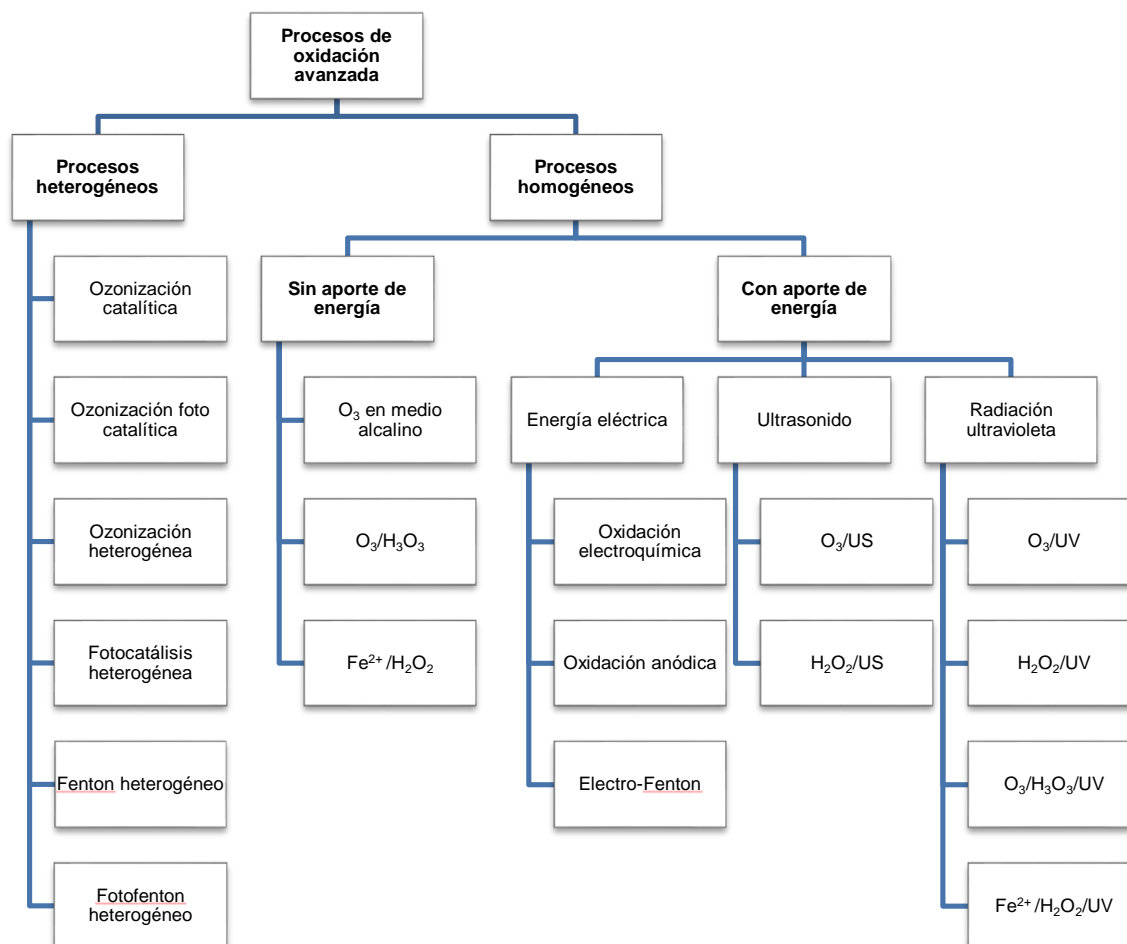 Procesos de
oxidación
avanzada
Procesos
heterogéneos
Procesos
homogéneos
Ozonización
catalítica
Sin aporte de
energía
Con aporte de
energía
Ozonización foto
catalítica
O₃ en medio
alcalino
Energía eléctrica
Ultrasonido
Radiación
ultravioleta
Ozonización
heterogénea
O₃/H₃O₃
Oxidación
electroquímica
O₃/US
O₃/UV
Fotocatálisis
heterogénea
Fe²⁺/H₂O₂
Oxidación anódica
H₂O₂/US
H₂O₂/UV
Fenton heterogéneo
Electro-Fenton
O₃/H₃O₃/UV
Fotofenton
heterogéneo
Fe²⁺/H₂O₂/UV